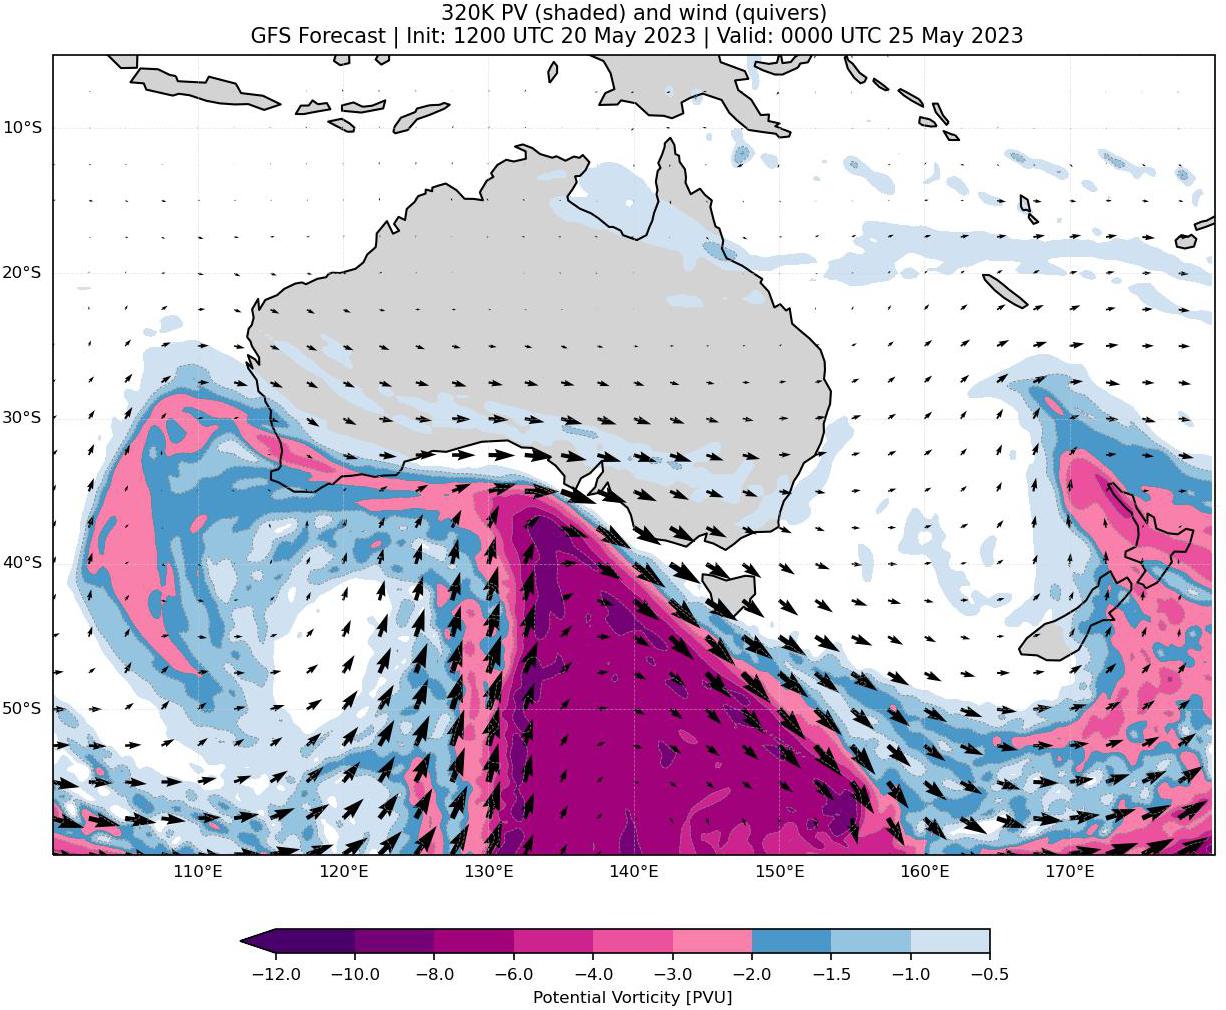 320K PV (shaded) and wind (quivers)
GFS Forecast | Init: 1200 UTC 20 May 2023 | Valid: 0000 UTC 25 May 2023
10°S
20°S
30°S
40°S
50°S
110°E 120°E 130°E 140°E 150°E 160°E 170°E
−12.0 −10.0 −8.0 −6.0 −4.0 −3.0 −2.0 −1.5 −1.0 −0.5
Potential Vorticity [PVU]